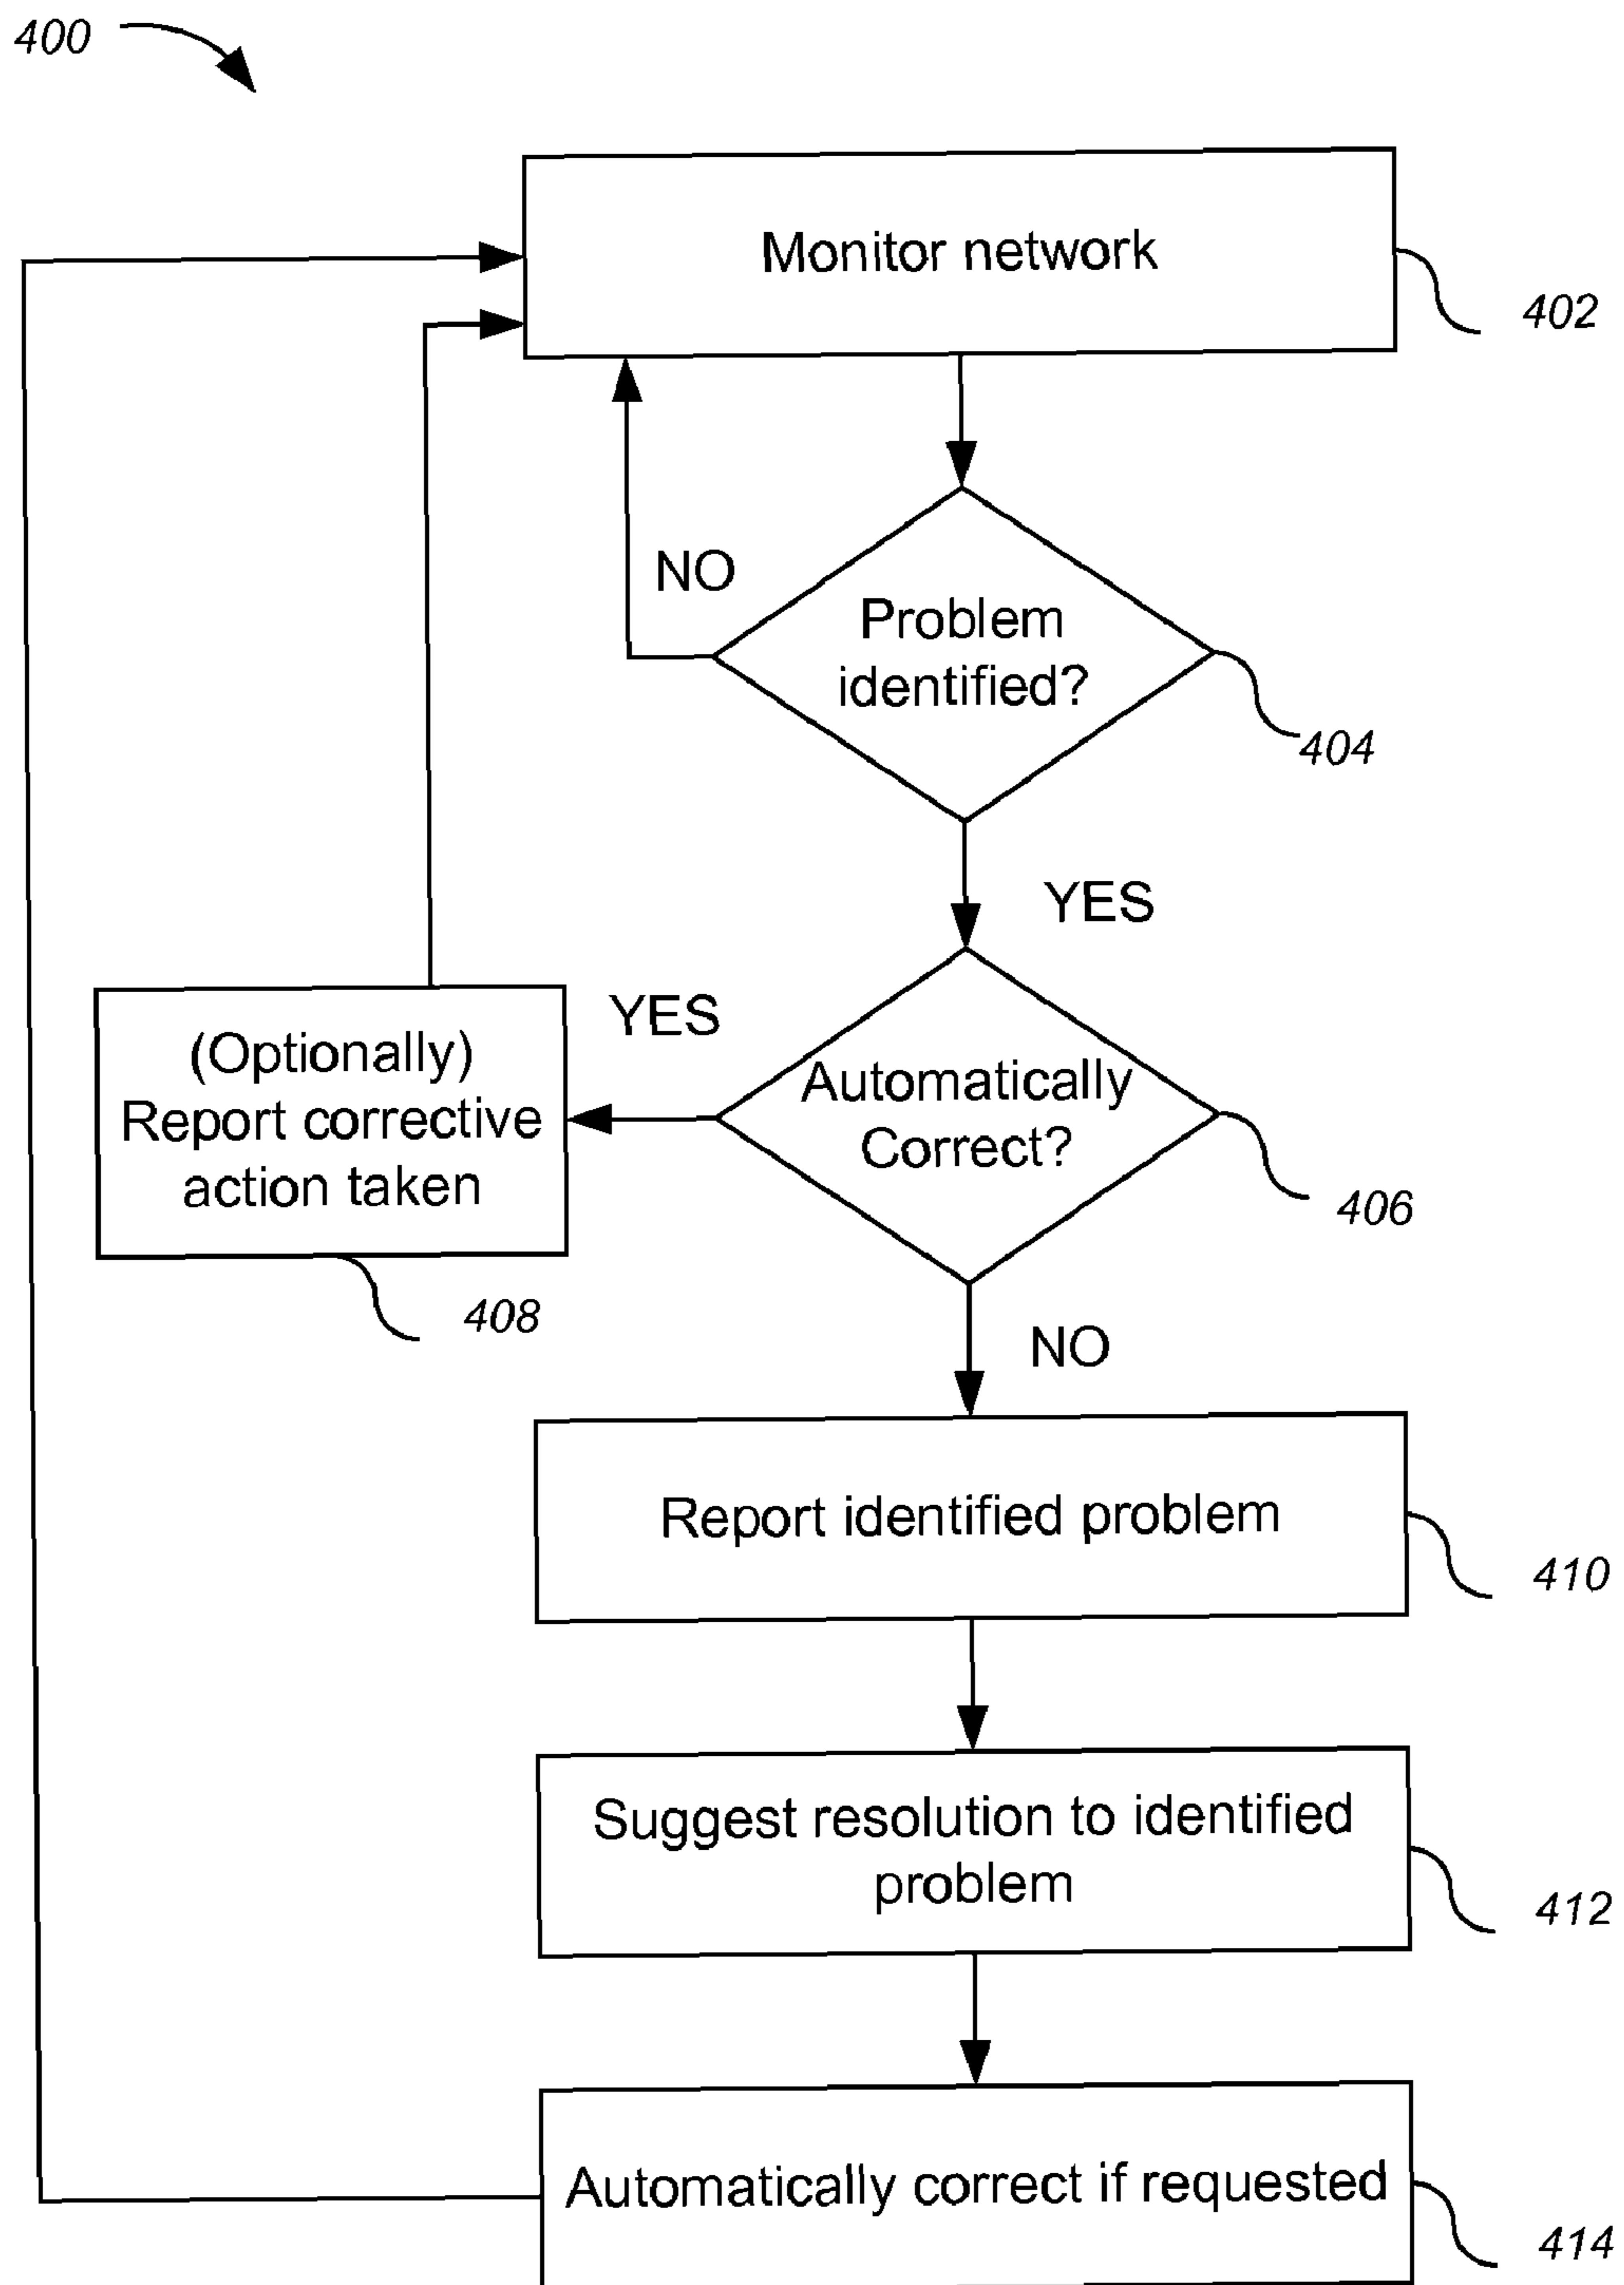 400
Monitor network
402
NO
Problem
identified?
404
YES
YES
(Optionally)
Report corrective
action taken
Automatically
Correct?
406
408
NO
Report identified problem
410
Suggest resolution to identified
problem
412
Automatically correct if requested
414